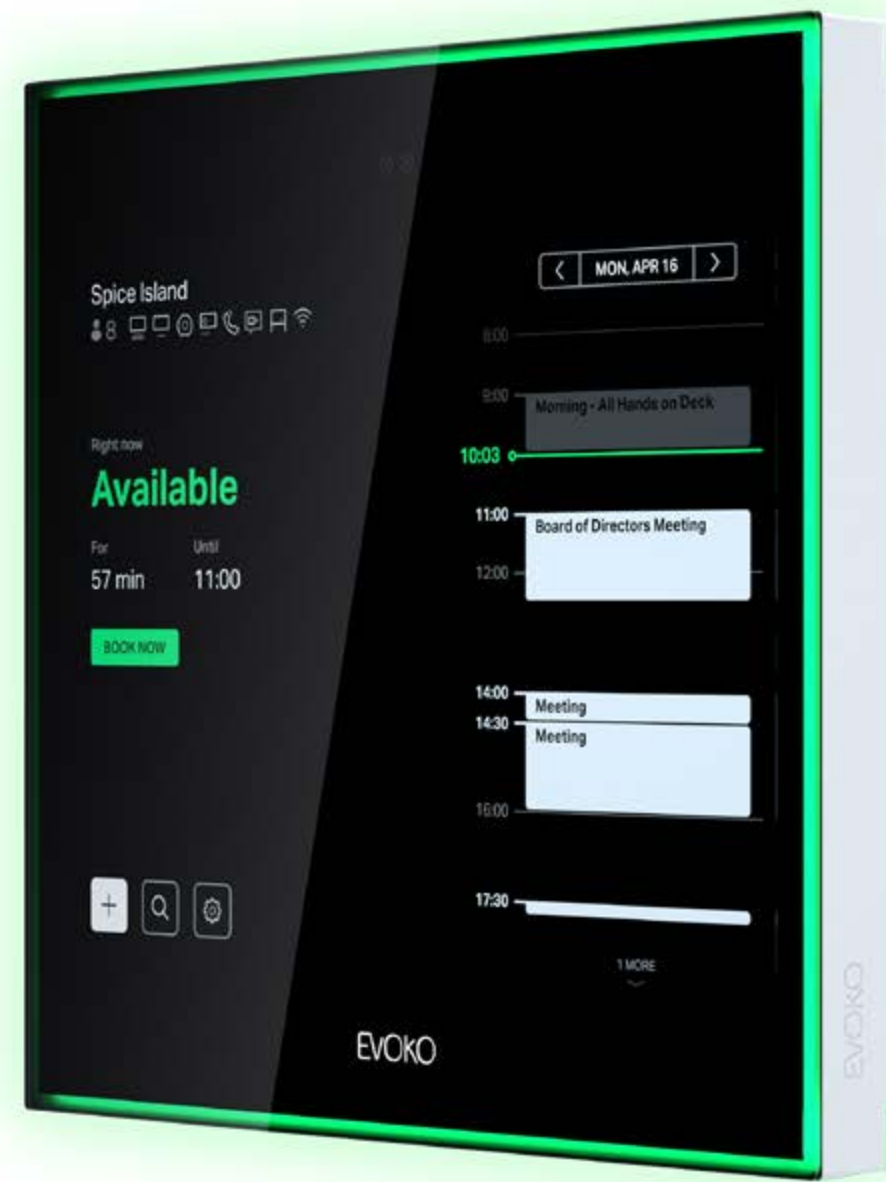 Spice Island
8
Right now
Available
For Until
57 min 11:00
BOOK NOW
MON, APR 16
8:00
9:00 Morning - All Hands on Deck
10:03
11:00 Board of Directors Meeting
12:00
14:00 Meeting
14:30 Meeting
16:00
17:30
1 MORE
EVOKO
EVOKO